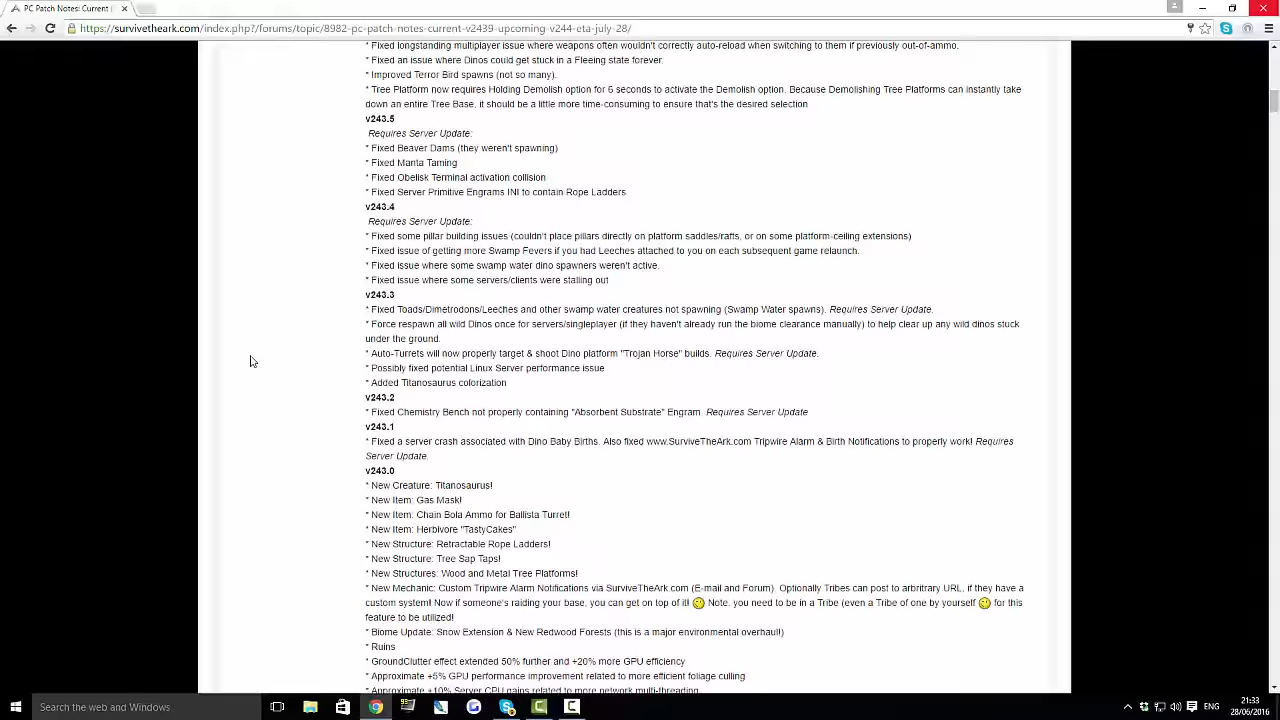 PC Patch Notes: Current (
https://survivetheark.com/index.php?/forums/topic/8982-pc-patch-notes-current-v2439-upcoming-v244-eta-july-28/
* Fixed longstanding multiplayer issue where weapons often wouldn't correctly auto-reload when switching to them if previously out-of-ammo.
* Fixed an issue where Dinos could get stuck in a Fleeing state forever.
* Improved Terror Bird spawns (not so many).
* Tree Platform now requires Holding Demolish option for 6 seconds to activate the Demolish option. Because Demolishing Tree Platforms can instantly take
down an entire Tree Base, it should be a little more time-consuming to ensure that's the desired selection
v243.5
Requires Server Update:
* Fixed Beaver Dams (they weren't spawning)
* Fixed Manta Taming
* Fixed Obelisk Terminal activation collision
* Fixed Server Primitive Engrams INI to contain Rope Ladders
v243.4
Requires Server Update:
* Fixed some pillar building issues (couldn't place pillars directly on platform saddles/rafts, or on some platform-ceiling extensions)
* Fixed issue of getting more Swamp Fevers if you had Leeches attached to you on each subsequent game relaunch.
* Fixed issue where some swamp water dino spawners weren't active.
* Fixed issue where some servers/clients were stalling out
v243.3
* Fixed Toads/Dimetrodons/Leeches and other swamp water creatures not spawning (Swamp Water spawns). Requires Server Update.
* Force respawn all wild Dinos once for servers/singleplayer (if they haven't already run the biome clearance manually) to help clear up any wild dinos stuck
under the ground.
* Auto-Turrets will now properly target & shoot Dino platform "Trojan Horse" builds. Requires Server Update.
* Possibly fixed potential Linux Server performance issue
* Added Titanosaurus colorization
v243.2
* Fixed Chemistry Bench not properly containing "Absorbent Substrate" Engram. Requires Server Update
v243.1
* Fixed a server crash associated with Dino Baby Births. Also fixed www.SurviveTheArk.com Tripwire Alarm & Birth Notifications to properly work! Requires
Server Update.
v243.0
* New Creature: Titanosaurus!
* New Item: Gas Mask!
* New Item: Chain Bola Ammo for Ballista Turret!
* New Item: Herbivore "TastyCakes"
* New Structure: Retractable Rope Ladders!
* New Structure: Tree Sap Taps!
* New Structures: Wood and Metal Tree Platforms!
* New Mechanic: Custom Tripwire Alarm Notifications via SurviveTheArk.com (E-mail and Forum). Optionally Tribes can post to arbritrary URL, if they have a
custom system! Now if someone's raiding your base, you can get on top of it! Note, you need to be in a Tribe (even a Tribe of one by yourself for this
feature to be utilized!
* Biome Update: Snow Extension & New Redwood Forests (this is a major environmental overhaul!)
* Ruins
* GroundClutter effect extended 50% further and +20% more GPU efficiency
* Approximate +5% GPU performance improvement related to more efficient foliage culling
* Approximate +10% Server CPU gains related to more network multi-threading
Search the web and Windows
ENG
21:33
28/06/2016